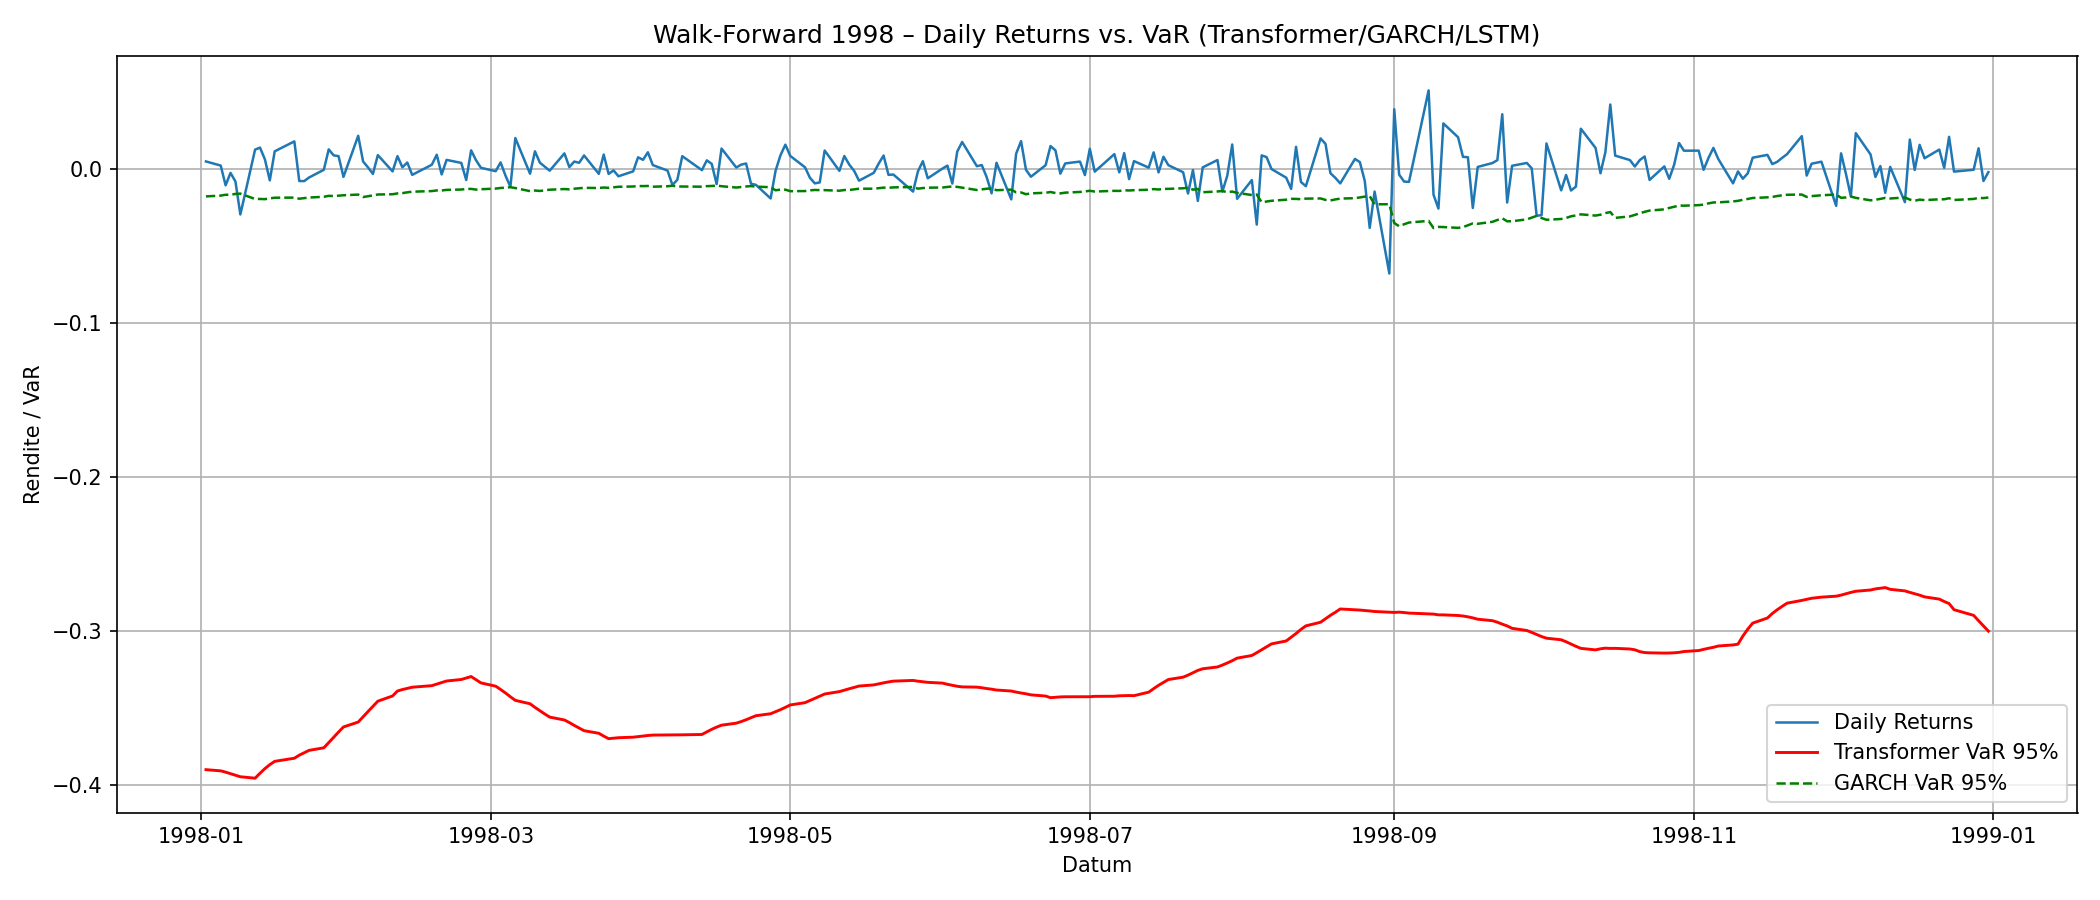 Walk-Forward 1998 – Daily Returns vs. VaR (Transformer/GARCH/LSTM)
Rendite / VaR
0.0
−0.1
−0.2
−0.3
−0.4
Daily Returns
Transformer VaR 95%
GARCH VaR 95%
1998-01 1998-03 1998-05 1998-07 1998-09 1998-11 1999-01
Datum